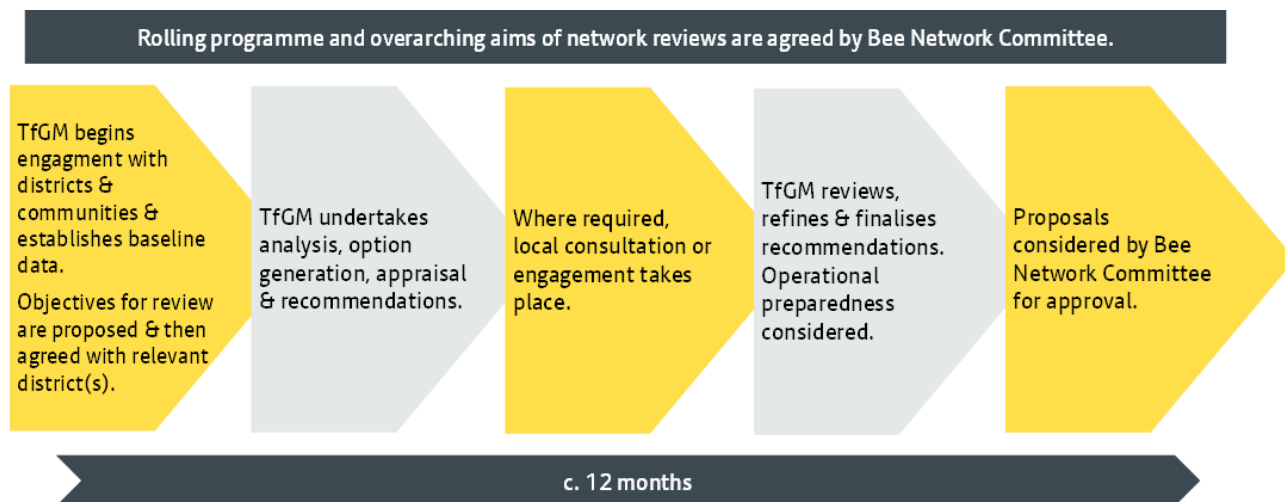 Rolling programme and overarching aims of network reviews are agreed by Bee Network Committee.
TfGM begins
engagment with
districts &
communities &
establishes baseline
data.
Objectives for review
are proposed & then
agreed with relevant
district(s).
TfGM undertakes
analysis, option
generation, appraisal
& recommendations.
Where required,
local consultation or
engagement takes
place.
TfGM reviews,
refines & finalises
recommendations.
Operational
preparedness
considered.
Proposals
considered by Bee
Network Committee
for approval.
c. 12 months